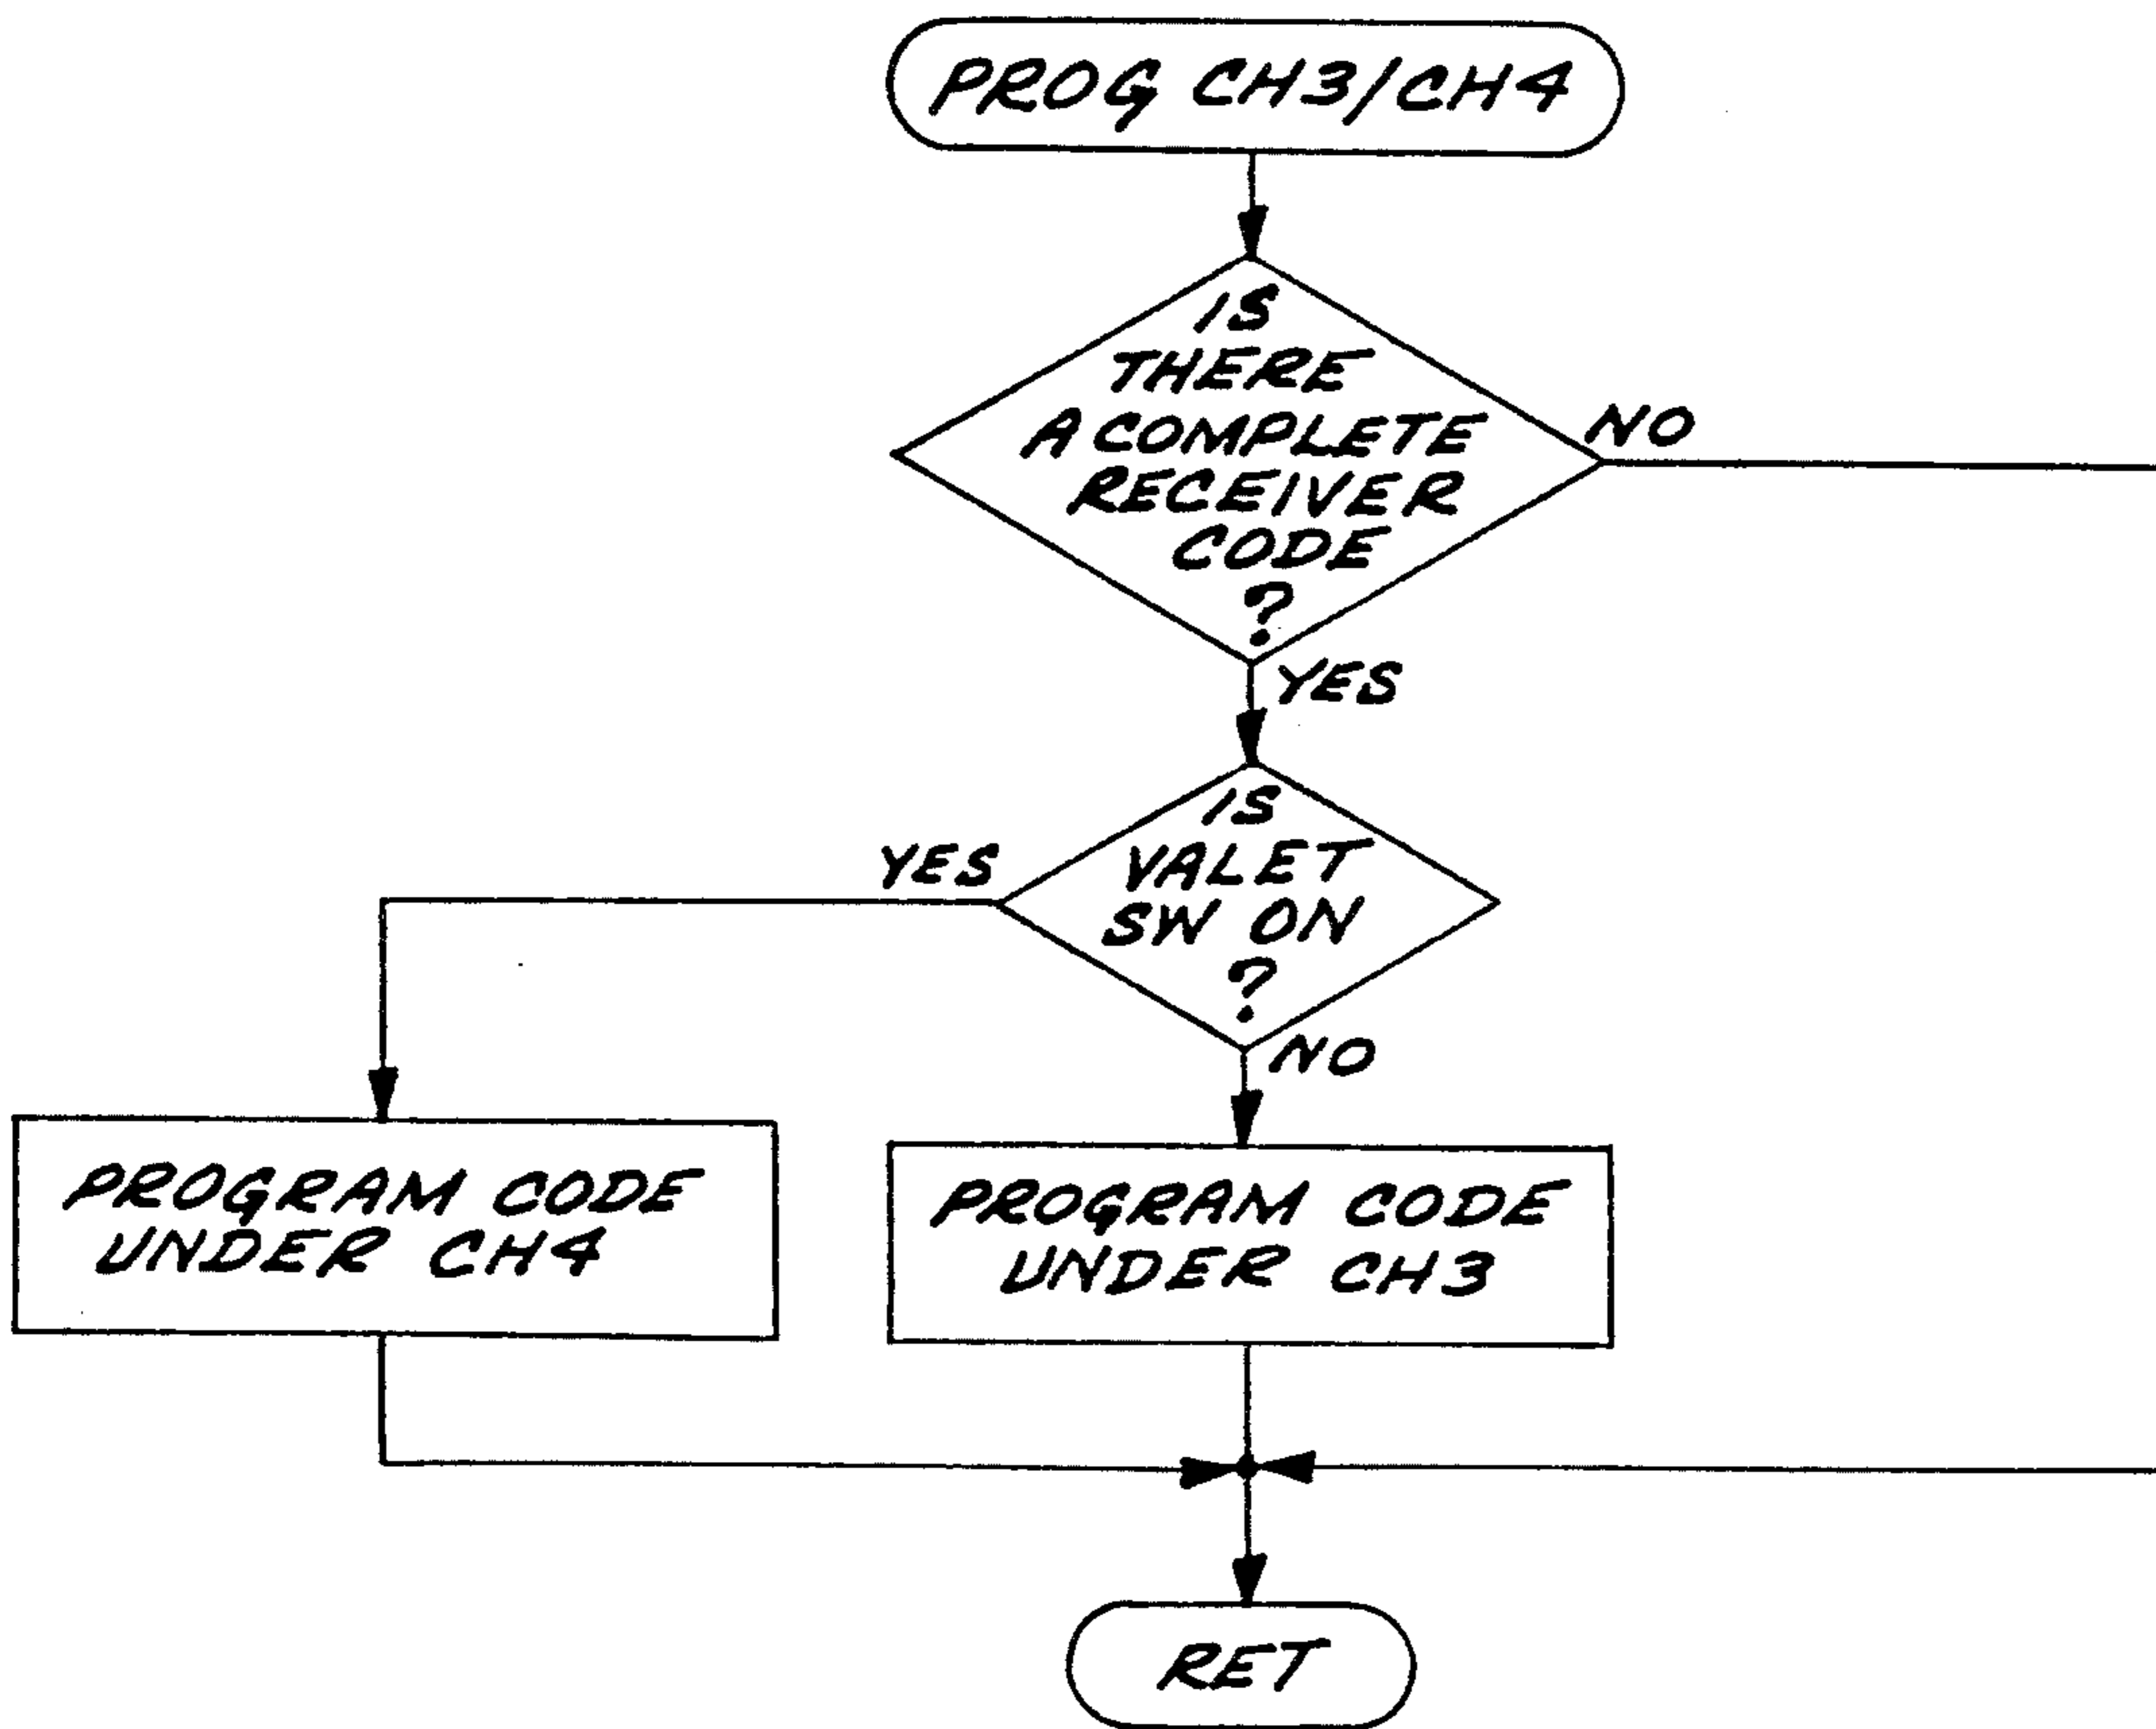 PROG CH3/CH4
IS
THERE
A COMPLETE
RECEIVER
CODE
?
NO
YES
IS
VALET
SW ON
?
YES
NO
PROGRAM CODE
UNDER CH4
PROGRAM CODE
UNDER CH3
RET